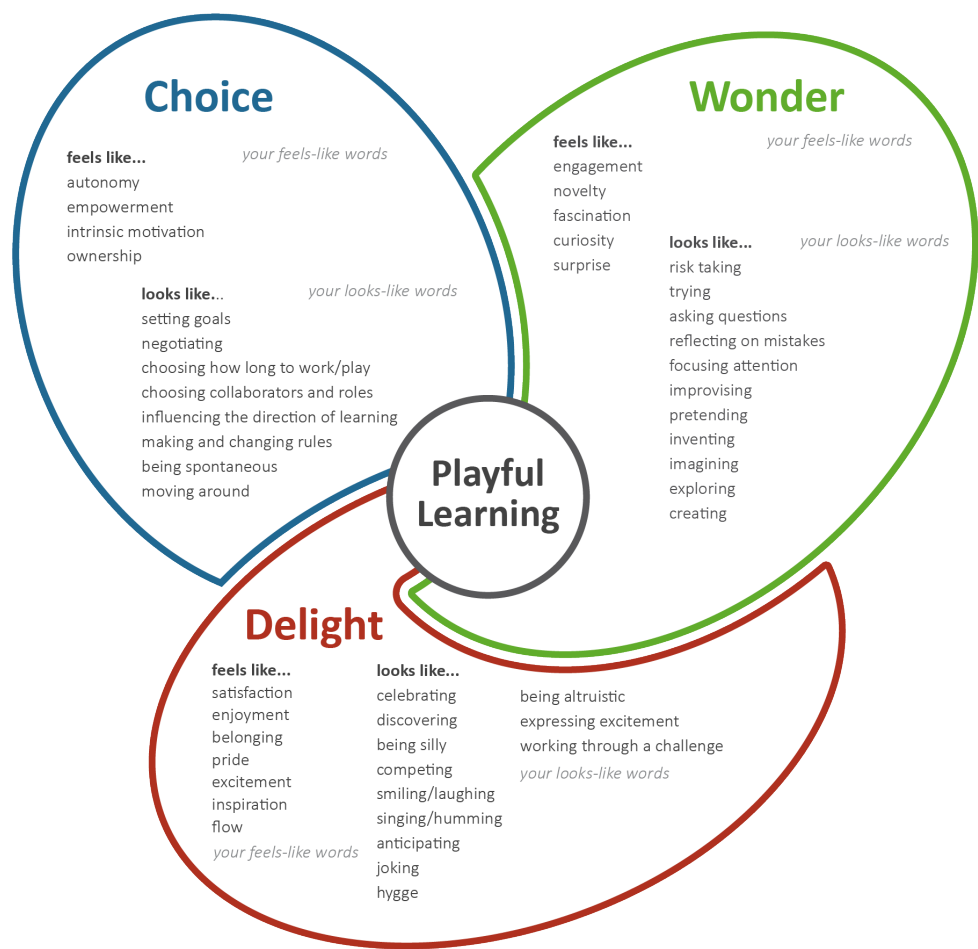 Choice
feels like...
your feels-like words
autonomy
empowerment
intrinsic motivation
ownership
looks like...
your looks-like words
setting goals
negotiating
choosing how long to work/play
choosing collaborators and roles
influencing the direction of learning
making and changing rules
being spontaneous
moving around
Wonder
feels like...
your feels-like words
engagement
novelty
fascination
curiosity
surprise
looks like...
your looks-like words
risk taking
trying
asking questions
reflecting on mistakes
focusing attention
improvising
pretending
inventing
imagining
exploring
creating
Playful
Learning
Delight
feels like...
satisfaction
enjoyment
belonging
pride
excitement
inspiration
flow
your feels-like words
looks like...
celebrating
discovering
being silly
competing
smiling/laughing
singing/humming
anticipating
joking
hygge
being altruistic
expressing excitement
working through a challenge
your looks-like words